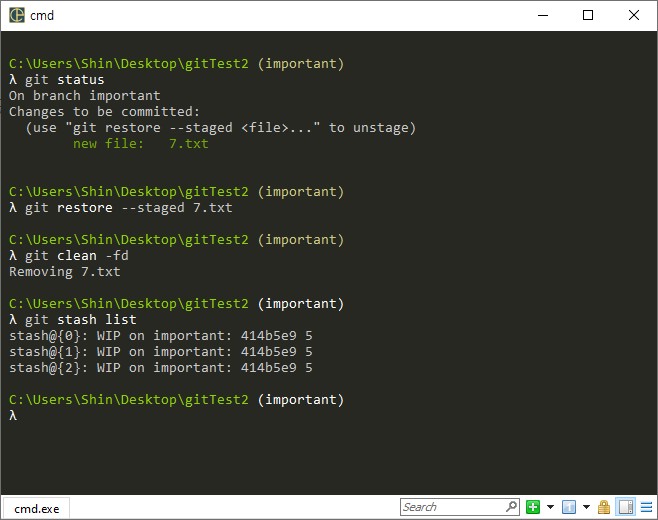 cmd
C:\Users\Shin\Desktop\gitTest2 (important)
λ git status
On branch important
Changes to be committed:
  (use "git restore --staged <file>..." to unstage)
        new file:   7.txt
C:\Users\Shin\Desktop\gitTest2 (important)
λ git restore --staged 7.txt
C:\Users\Shin\Desktop\gitTest2 (important)
λ git clean -fd
Removing 7.txt
C:\Users\Shin\Desktop\gitTest2 (important)
λ git stash list
stash@{0}: WIP on important: 414b5e9 5
stash@{1}: WIP on important: 414b5e9 5
stash@{2}: WIP on important: 414b5e9 5
C:\Users\Shin\Desktop\gitTest2 (important)
λ
cmd.exe
Search